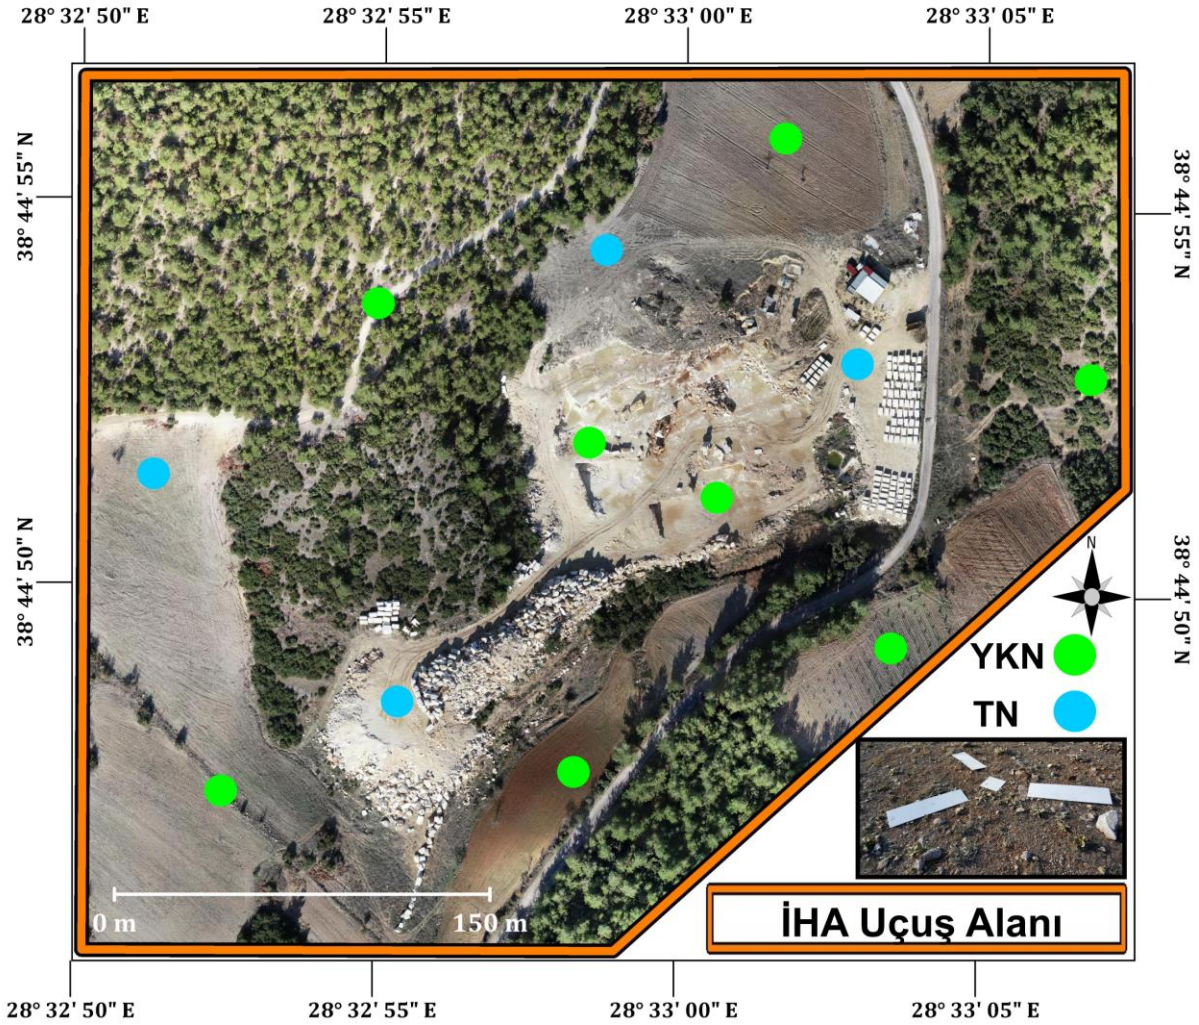 28° 32' 50" E
28° 32' 55" E
28° 33' 00" E
28° 33' 05" E
38° 44' 55" N
38° 44' 55" N
38° 44' 50" N
38° 44' 50" N
N
YKN
TN
0 m
150 m
İHA Uçuş Alanı
28° 32' 50" E
28° 32' 55" E
28° 33' 00" E
28° 33' 05" E